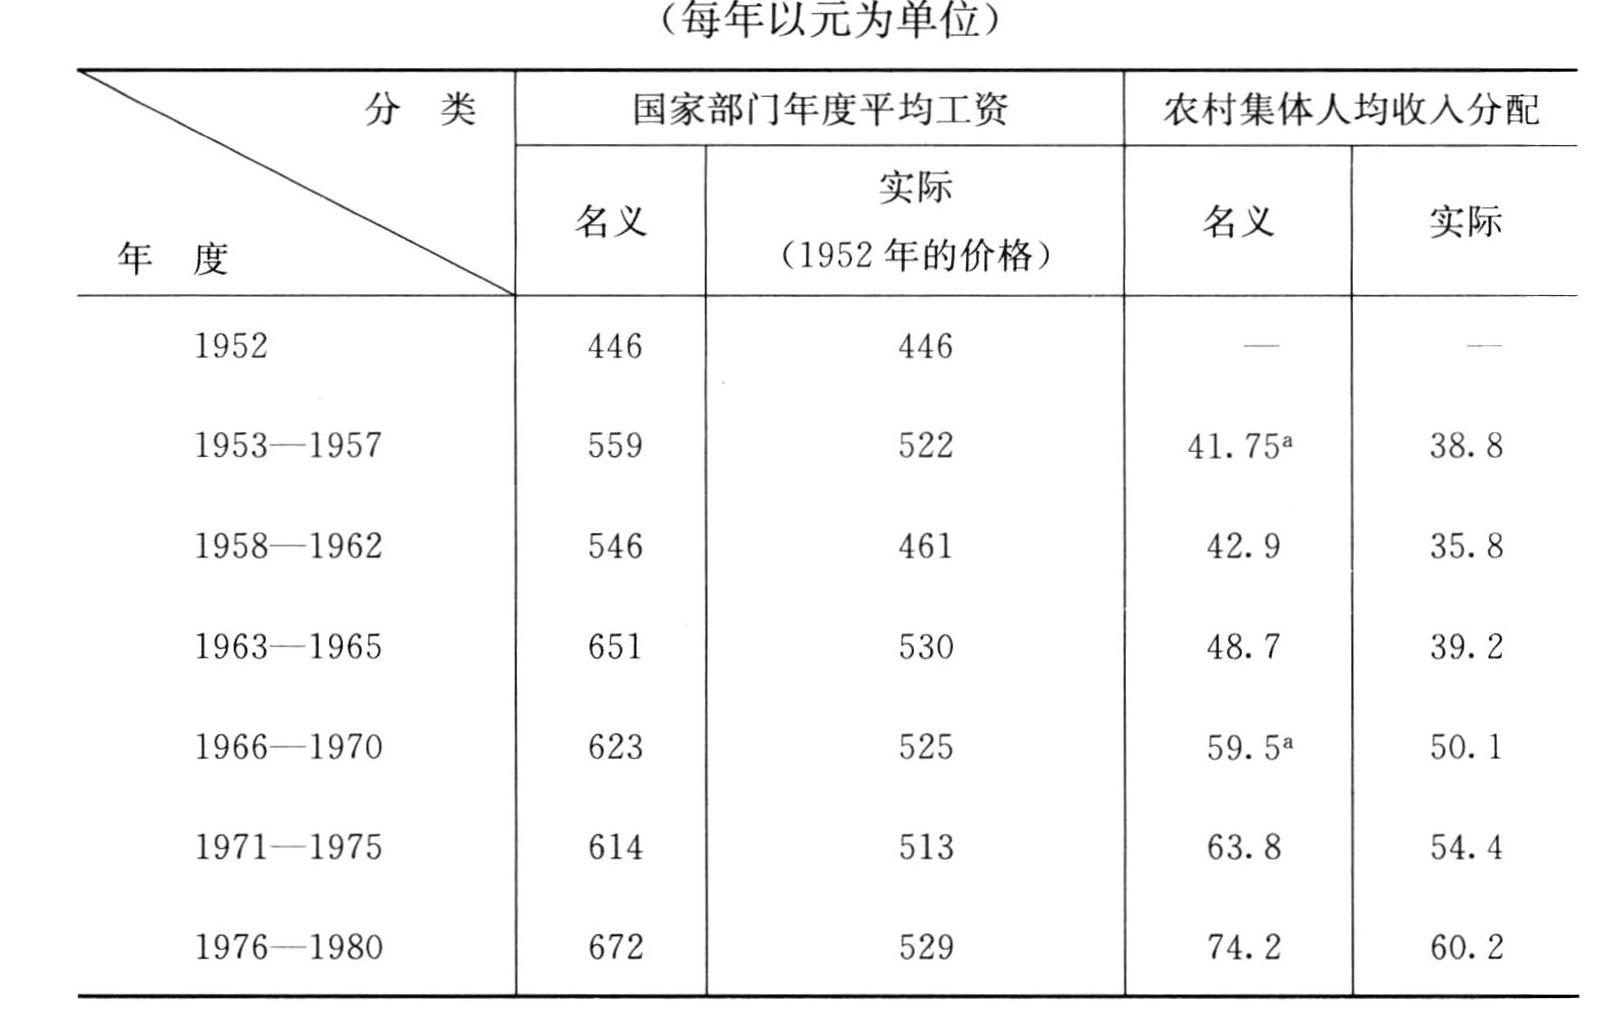 （每年以元为单位）
分 类 国家部门年度平均工资 农村集体人均收入分配
年 度 名义 实际 名义 实际
（1952年的价格）
1952 446 446 — —
1953—1957 559 522 41.75ᵃ 38.8
1958—1962 546 461 42.9 35.8
1963—1965 651 530 48.7 39.2
1966—1970 623 525 59.5ᵃ 50.1
1971—1975 614 513 63.8 54.4
1976—1980 672 529 74.2 60.2